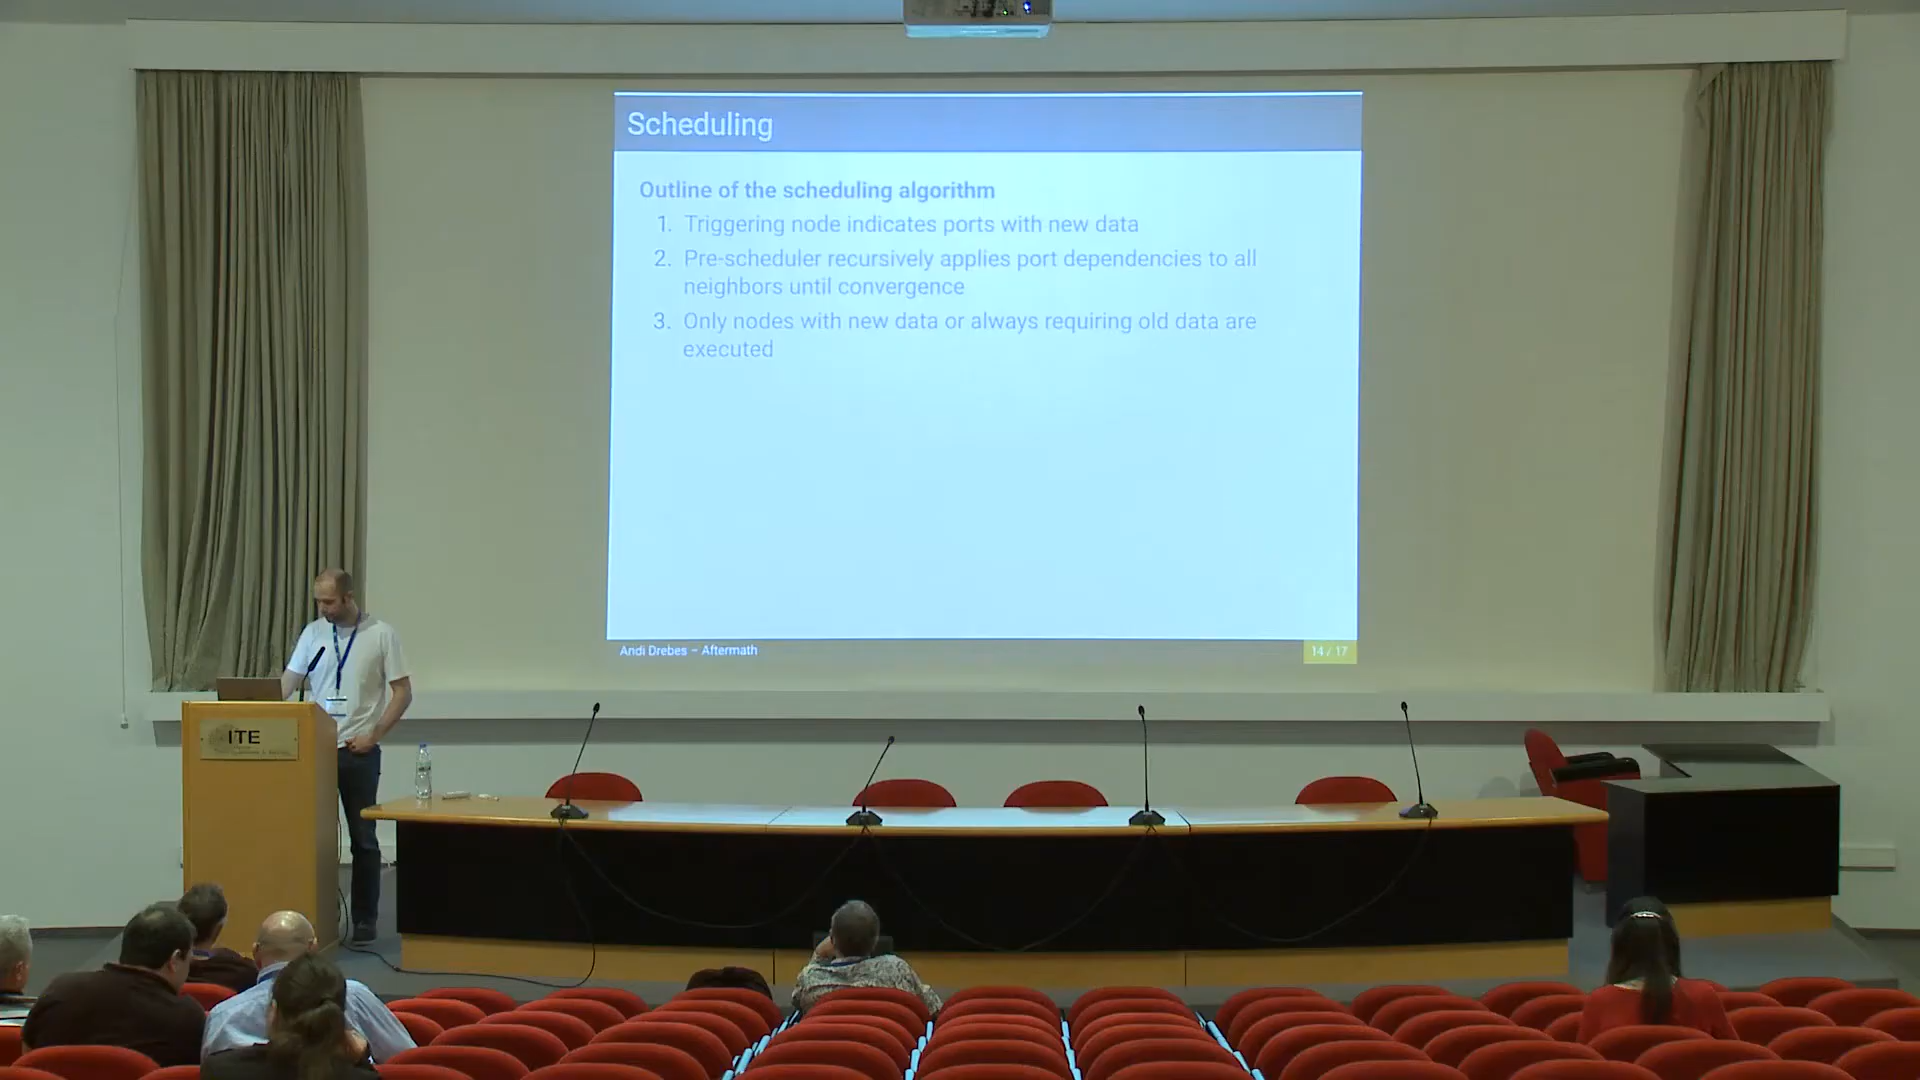 Scheduling
Outline of the scheduling algorithm
1. Triggering node indicates ports with new data
2. Pre-scheduler recursively applies port dependencies to all
neighbors until convergence
3. Only nodes with new data or always requiring old data are
executed
Andi Drebes – Aftermath
14 / 17
ITE